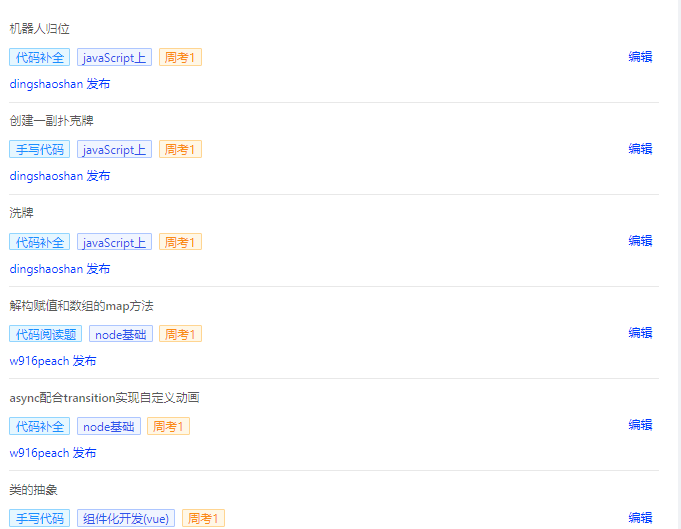 机器人归位
代码补全 javaScript上 周考1 编辑
dingshaoshan 发布
创建一副扑克牌
手写代码 javaScript上 周考1 编辑
dingshaoshan 发布
洗牌
代码补全 javaScript上 周考1 编辑
dingshaoshan 发布
解构赋值和数组的map方法
代码阅读题 node基础 周考1 编辑
w916peach 发布
async配合transition实现自定义动画
代码补全 node基础 周考1 编辑
w916peach 发布
类的抽象
手写代码 组件化开发(vue) 周考1 编辑